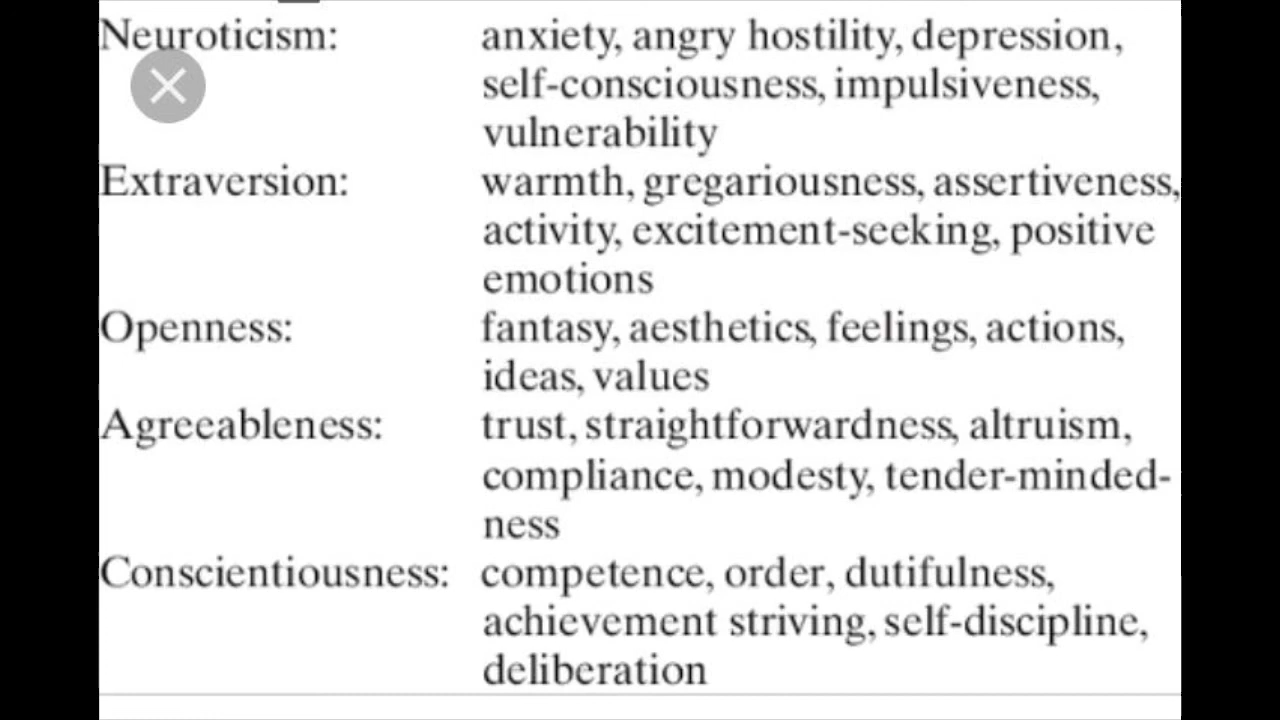 Neuroticism: anxiety, angry hostility, depression,
self-consciousness, impulsiveness,
vulnerability
Extraversion: warmth, gregariousness, assertiveness,
activity, excitement-seeking, positive
emotions
Openness: fantasy, aesthetics, feelings, actions,
ideas, values
Agreeableness: trust, straightforwardness, altruism,
compliance, modesty, tender-minded-
ness
Conscientiousness: competence, order, dutifulness,
achievement striving, self-discipline,
deliberation